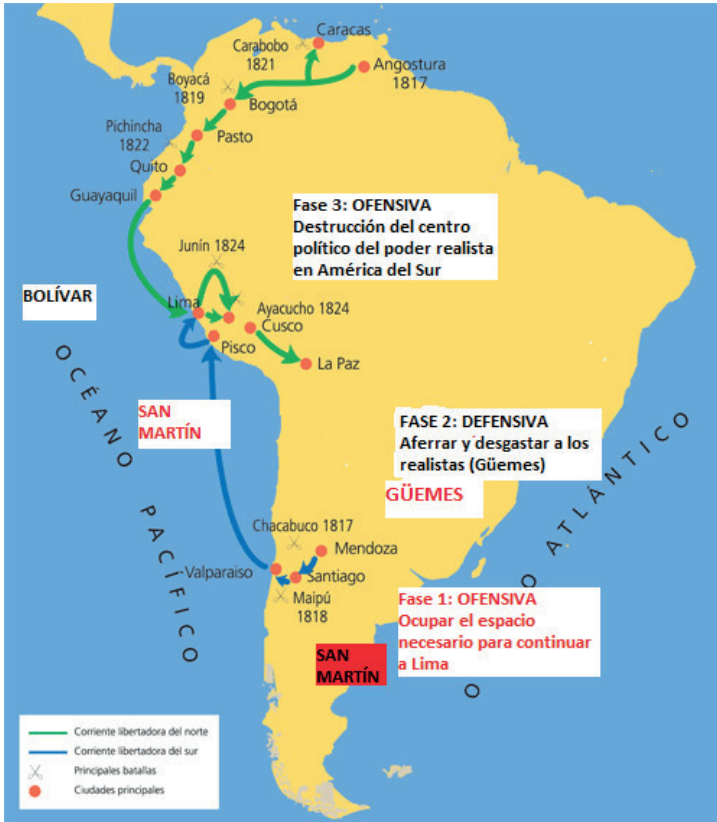 Caracas
Carabobo
1821
Angostura
1817
Boyacá
1819
Bogotá
Pichincha
1822
Pasto
Quito
Guayaquil
Fase 3: OFENSIVA
Destrucción del centro
político del poder realista
en América del Sur
Junín 1824
BOLÍVAR
Lima
Ayacucho 1824
Cusco
Pisco
La Paz
OCÉANO PACÍFICO
SAN
MARTÍN
FASE 2: DEFENSIVA
Aferrar y desgastar a los
realistas (Güemes)
GÜEMES
O ATLÁNTICO
Chacabuco 1817
Mendoza
Valparaiso
Santiago
Maipú
1818
Fase 1: OFENSIVA
Ocupar el espacio
necesario para continuar
a Lima
O
SAN
MARTÍN
Corriente libertadora del norte
Corriente libertadora del sur
Principales batallas
Ciudades principales